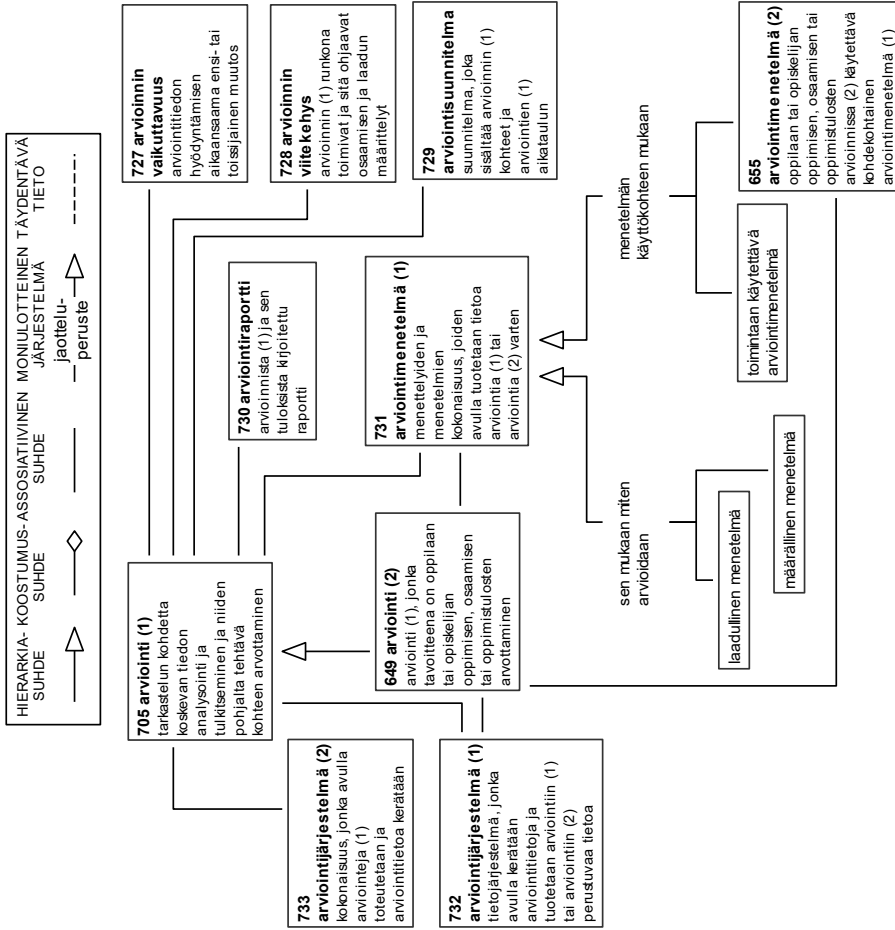 HIERARKIA- KOOSTUMUS- ASSOSIATIIVINEN MONIULOTTEINEN TÄYDENTÄVÄ
SUHDE SUHDE SUHDE JÄRJESTELMÄ TIETO
jaottelu-
peruste
727 arvioinnin
vaikuttavuus
arviointitiedon
hyödyntämisen
aikaansaama ensi- tai
toissijainen muutos
728 arvioinnin
viitekehys
arvioinnin (1) runkona
toimivat ja sitä ohjaavat
osaamisen ja laadun
määrittelyt
729
arviointisuunnitelma
suunnitelma, joka
sisältää arvioinnin (1)
kohteet ja
arviointien (1)
aikataulun
730 arviointiraportti
arvioinnista (1) ja sen
tuloksista kirjoitettu
raportti
731
arviointimenetelmä (1)
menettelyiden ja
menetelmien
kokonaisuus, joiden
avulla tuotetaan tietoa
arviointia (1) tai
arviointia (2) varten
705 arviointi (1)
tarkastelun kohdetta
koskevan tiedon
analysointi ja
tulkitseminen ja niiden
pohjalta tehtävä
kohteen arvottaminen
649 arviointi (2)
arviointi (1), jonka
tavoitteena on oppilaan
tai opiskelijan
oppimisen, osaamisen
tai oppimistulosten
arvottaminen
733
arviointijärjestelmä (2)
kokonaisuus, jonka avulla
arviointeja (1)
toteutetaan ja
arviointitietoa kerätään
732
arviointijärjestelmä (1)
tietojärjestelmä, jonka
avulla kerätään
arviointitietoja ja
tuotetaan arviointiin (1)
tai arviointiin (2)
perustuvaa tietoa
sen mukaan miten
arvioidaan
laadullinen menetelmä
määrällinen menetelmä
menetelmän
käyttökohteen mukaan
toimintaan käytettävä
arviointimenetelmä
655
arviointimenetelmä (2)
oppilaan tai opiskelijan
oppimisen, osaamisen tai
oppimistulosten
arvioinnissa (2) käytettävä
kohdekohtainen
arviointimenetelmä (1)